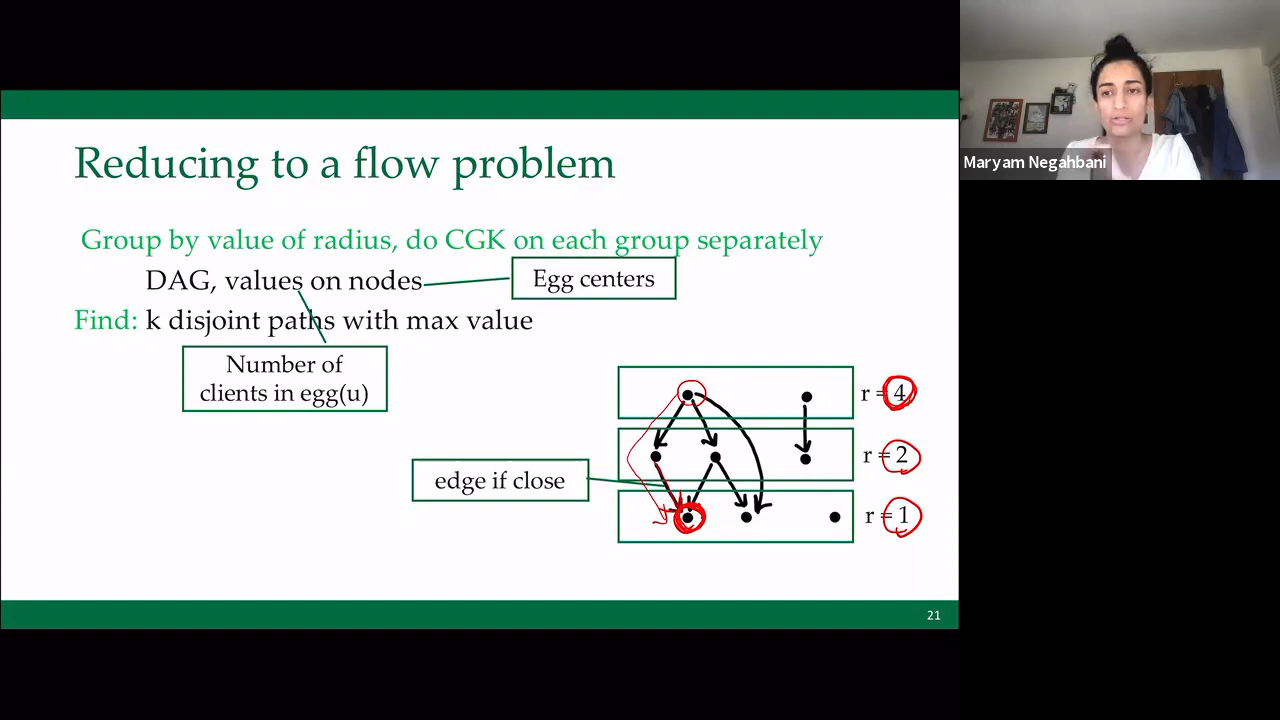 Reducing to a flow problem
Group by value of radius, do CGK on each group separately
DAG, values on nodes
Egg centers
Find: k disjoint paths with max value
Number of
clients in egg(u)
r = 4
r = 2
edge if close
r = 1
21
Maryam Negahbani